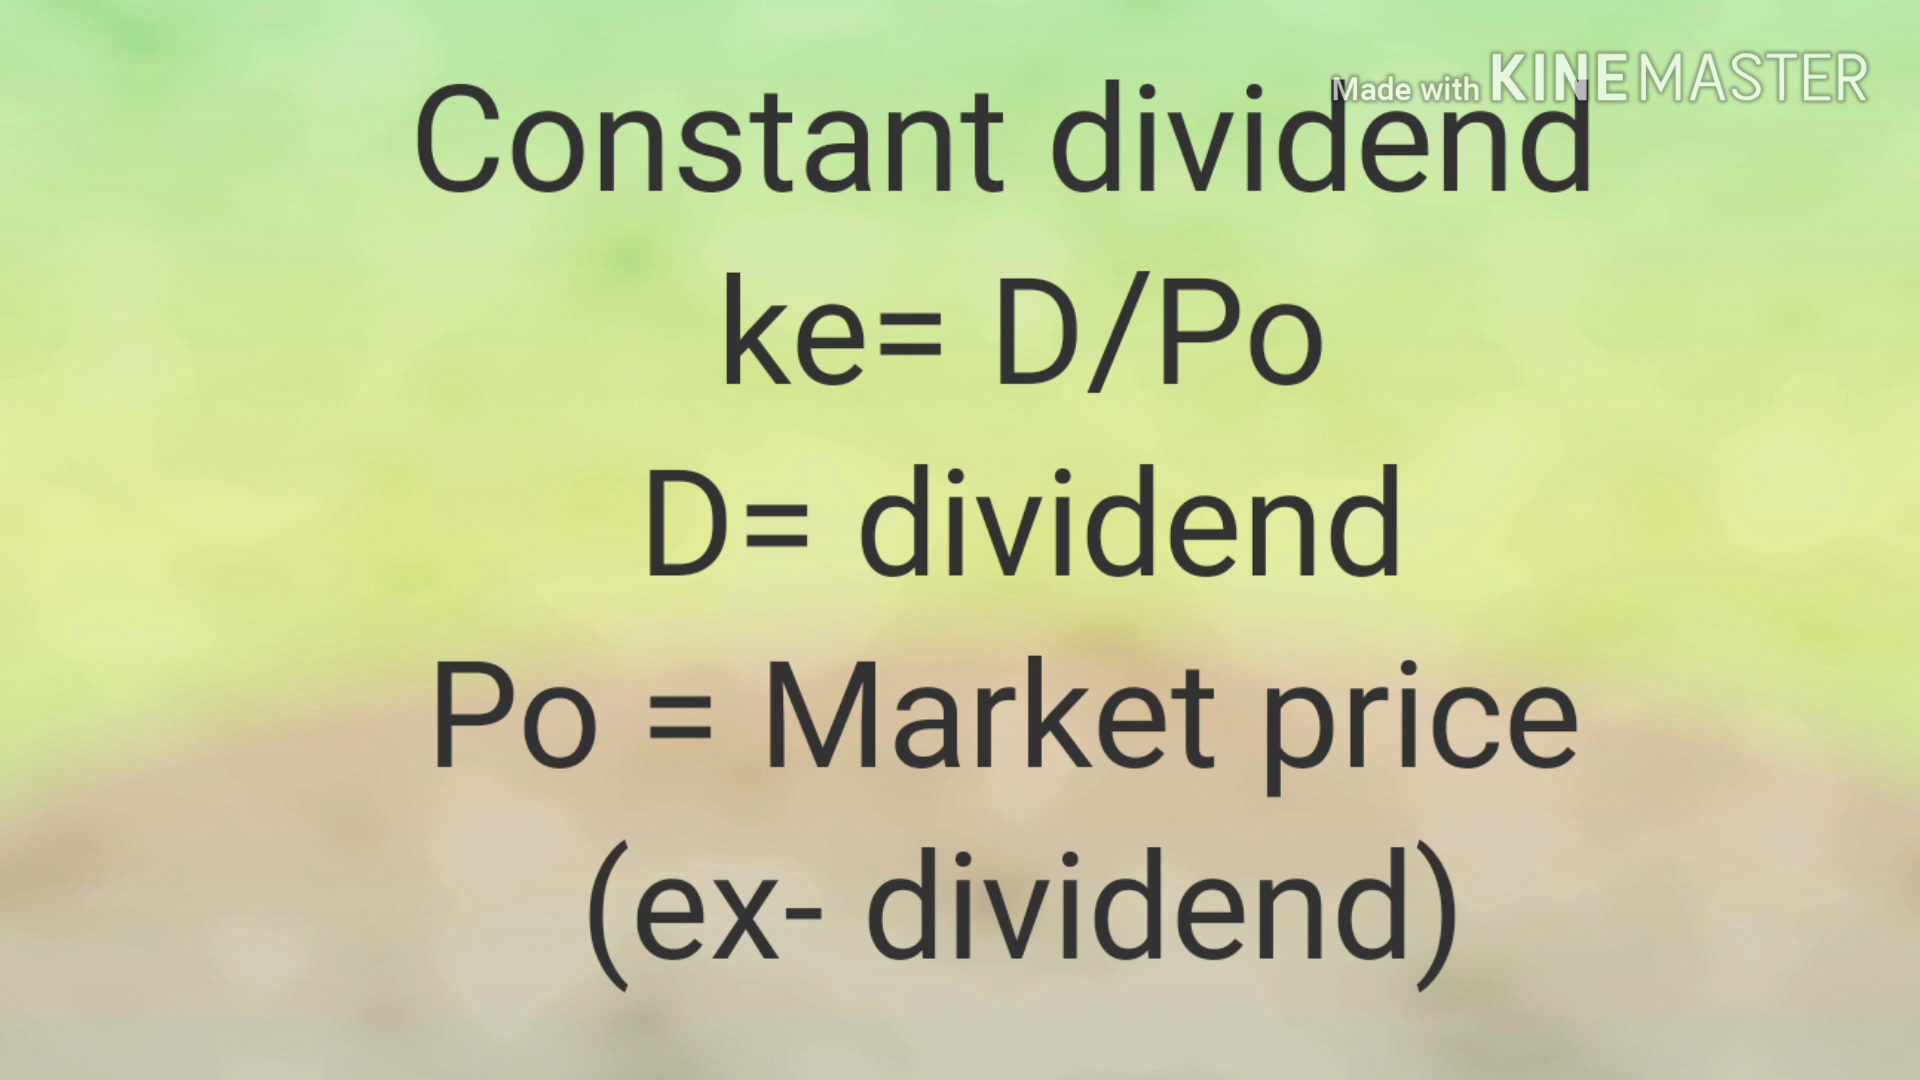 Made with KINEMASTER
Constant dividend
ke= D/Po
D= dividend
Po = Market price
(ex- dividend)